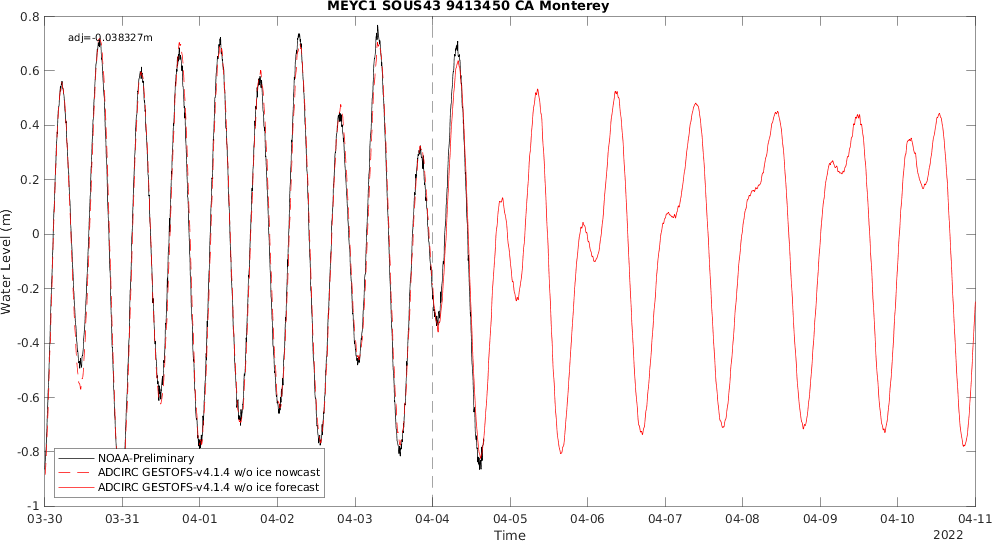 MEYC1 SOUS43 9413450 CA Monterey
adj=-0.038327m
Water Level (m)
0.8
0.6
0.4
0.2
0
-0.2
-0.4
-0.6
-0.8
-1
NOAA-Preliminary
ADCIRC GESTOFS-v4.1.4 w/o ice nowcast
ADCIRC GESTOFS-v4.1.4 w/o ice forecast
03-30 03-31 04-01 04-02 04-03 04-04 04-05 04-06 04-07 04-08 04-09 04-10 04-11
Time
2022